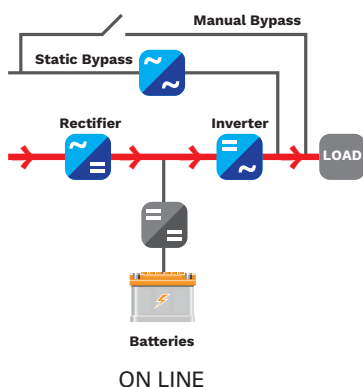 Manual Bypass
Static Bypass
Rectifier
Inverter
LOAD
Batteries
ON LINE